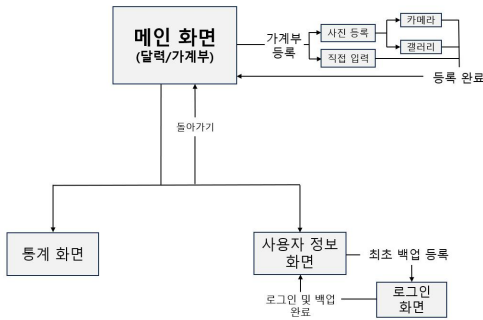 메인 화면
(달력/가계부)
가계부
등록
사진 등록
직접 입력
카메라
갤러리
등록 완료
돌아가기
통계 화면
사용자 정보
화면
최초 백업 등록
로그인 및 백업
완료
로그인
화면